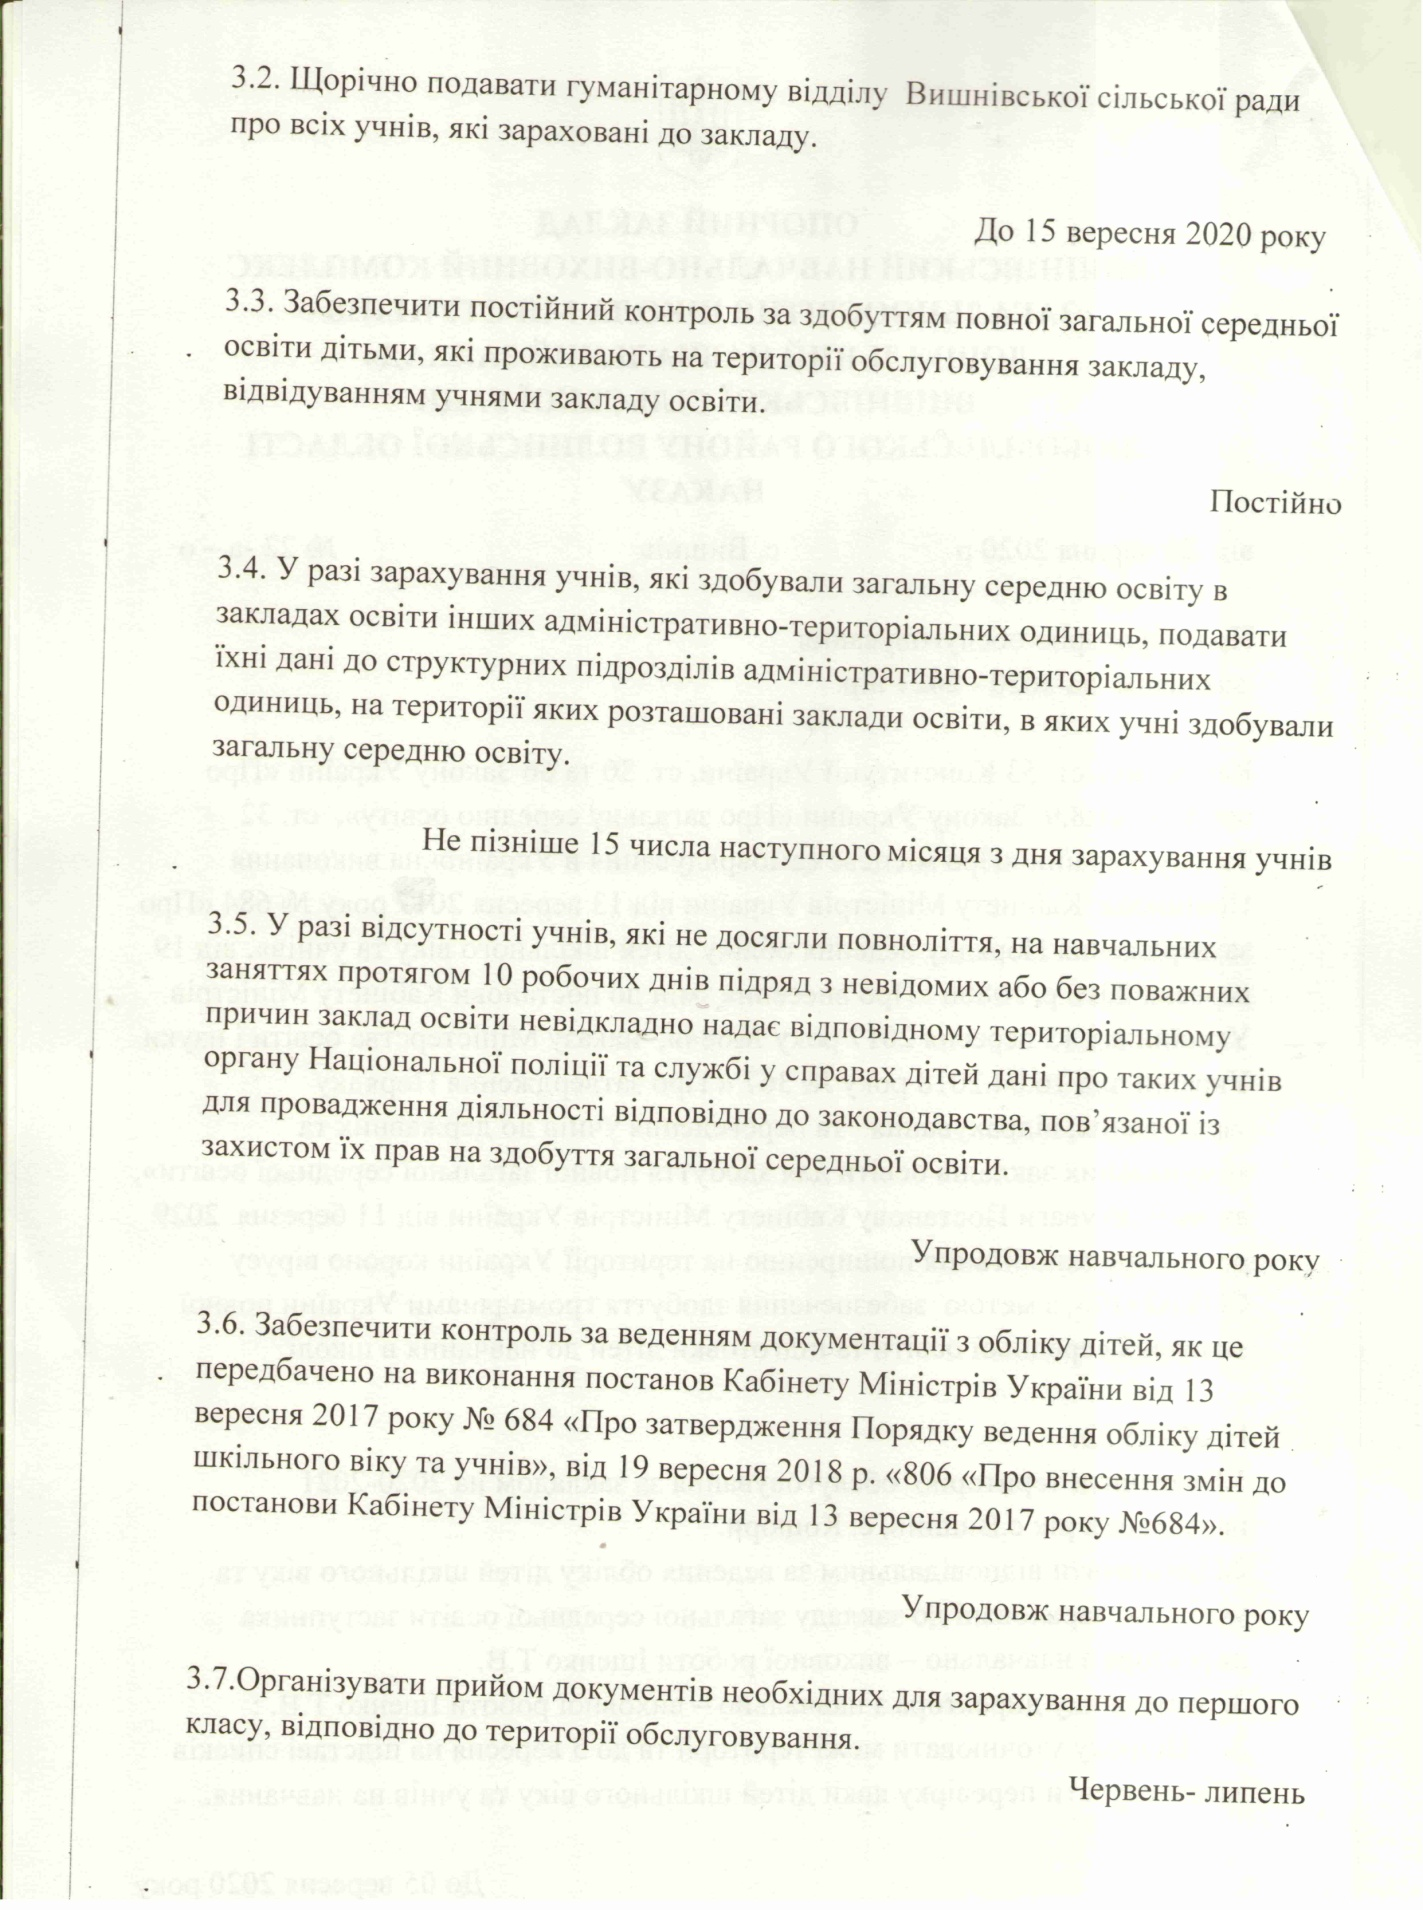 3.2. Щорічно подавати гуманітарному відділу Вишнівської сільської ради
про всіх учнів, які зараховані до закладу.
До 15 вересня 2020 року
3.3. Забезпечити постійний контроль за здобуттям повної загальної середньої
освіти дітьми, які проживають на території обслуговування закладу,
відвідуванням учнями закладу освіти.
Постійно
3.4. У разі зарахування учнів, які здобували загальну середню освіту в
закладах освіти інших адміністративно-територіальних одиниць, подавати
їхні дані до структурних підрозділів адміністративно-територіальних
одиниць, на території яких розташовані заклади освіти, в яких учні здобували
загальну середню освіту.
Не пізніше 15 числа наступного місяця з дня зарахування учнів
3.5. У разі відсутності учнів, які не досягли повноліття, на навчальних
заняттях протягом 10 робочих днів підряд з невідомих або без поважних
причин заклад освіти невідкладно надає відповідному територіальному
органу Національної поліції та службі у справах дітей дані про таких учнів
для провадження діяльності відповідно до законодавства, пов’язаної із
захистом їх прав на здобуття загальної середньої освіти.
Упродовж навчального року
3.6. Забезпечити контроль за веденням документації з обліку дітей, як це
передбачено на виконання постанов Кабінету Міністрів України від 13
вересня 2017 року № 684 «Про затвердження Порядку ведення обліку дітей
шкільного віку та учнів», від 19 вересня 2018 р. «806 «Про внесення змін до
постанови Кабінету Міністрів України від 13 вересня 2017 року №684».
Упродовж навчального року
3.7.Організувати прийом документів необхідних для зарахування до першого
класу, відповідно до території обслуговування.
Червень- липень